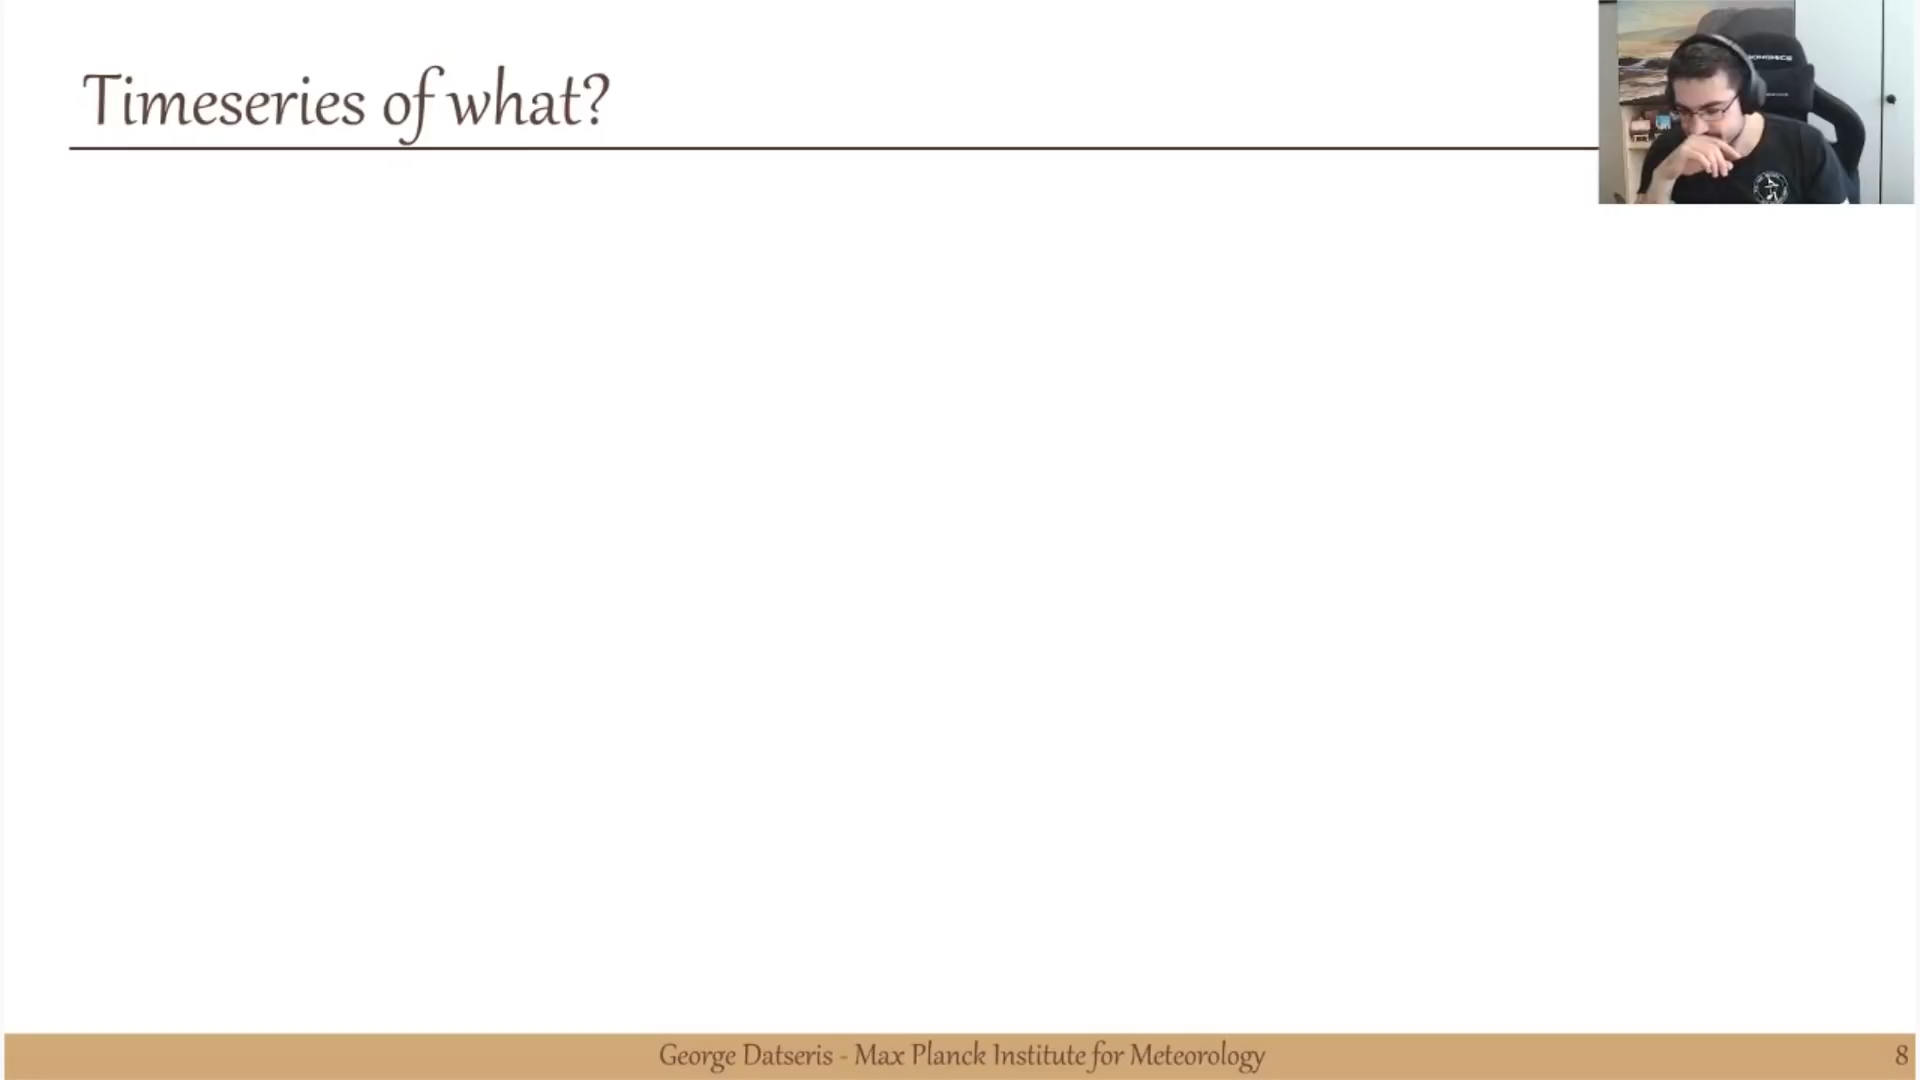 Timeseries of what?
George Datseris - Max Planck Institute for Meteorology
8